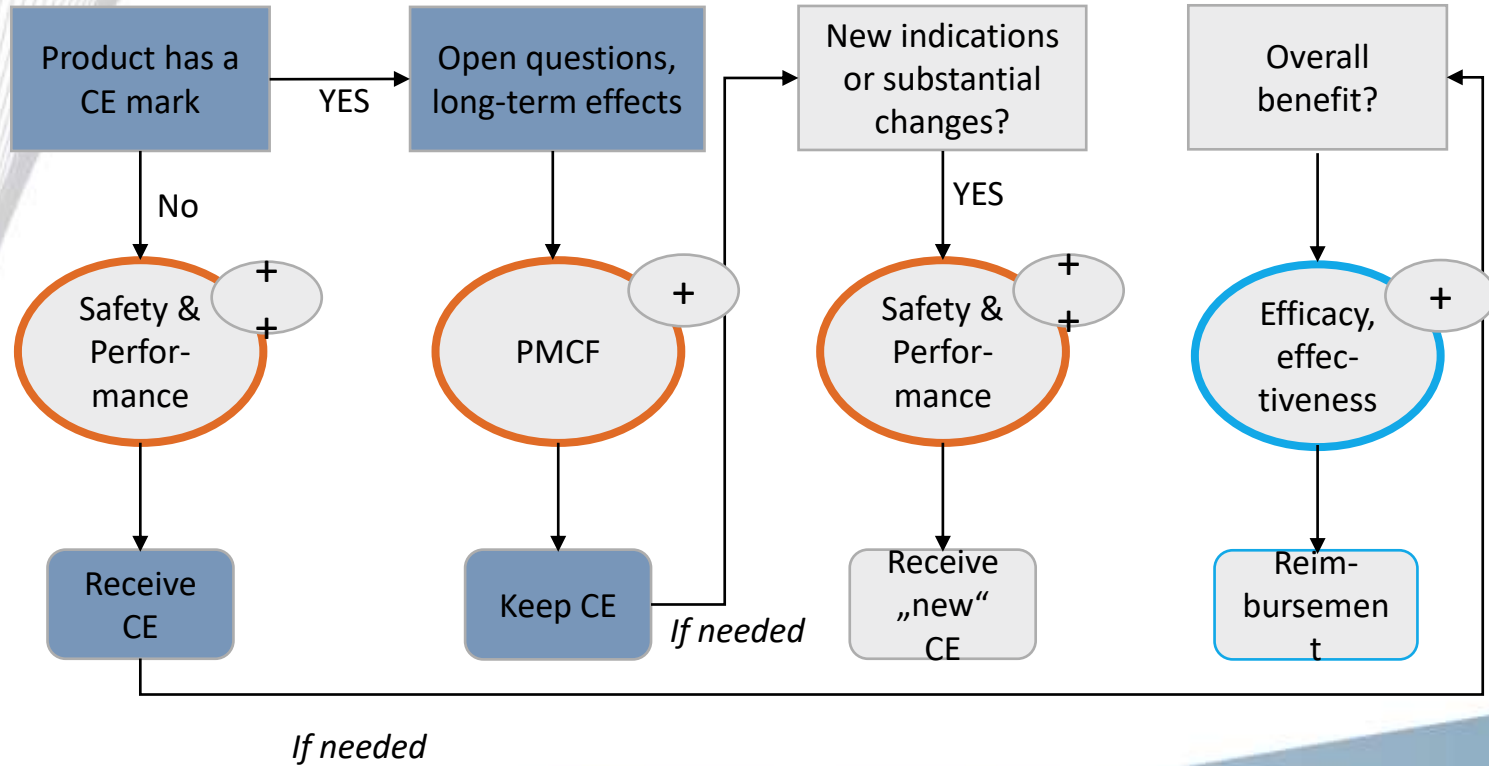 Product has a
CE mark
YES
Open questions,
long-term effects
New indications
or substantial
changes?
Overall
benefit?
No
YES
Safety &
Perfor-
mance
+
+
PMCF
+
Safety &
Perfor-
mance
+
+
Efficacy,
effec-
tiveness
+
Receive
CE
Keep CE
If needed
Receive
„new“
CE
Reim-
bursemen
t
If needed